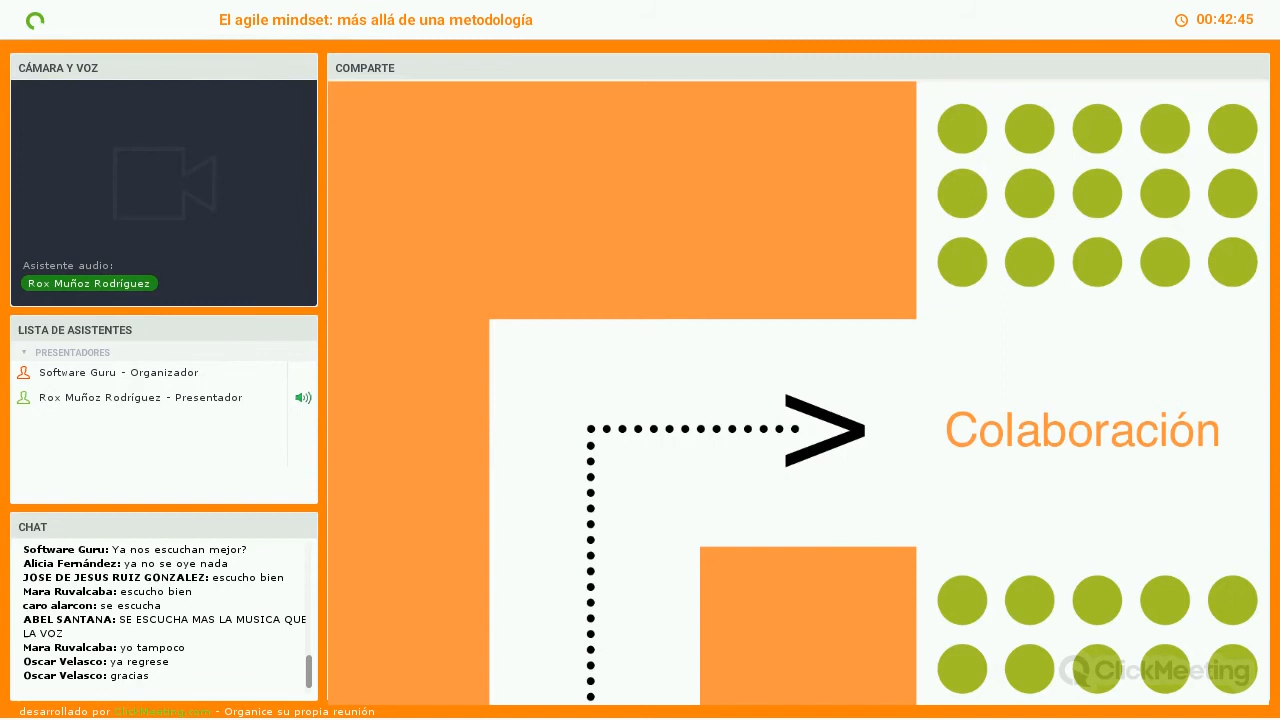 El agile mindset: más allá de una metodología
00:42:45
CÁMARA Y VOZ
Asistente audio:
Rox Muñoz Rodríguez
LISTA DE ASISTENTES
PRESENTADORES
Software Guru - Organizador
Rox Muñoz Rodríguez - Presentador
CHAT
Software Guru: Ya nos escuchan mejor?
Alicia Fernández: ya no se oye nada
JOSE DE JESUS RUIZ GONZALEZ: escucho bien
Mara Ruvalcaba: escucho bien
caro alarcon: se escucha
ABEL SANTANA: SE ESCUCHA MAS LA MUSICA QUE
LA VOZ
Mara Ruvalcaba: yo tampoco
Oscar Velasco: ya regrese
Oscar Velasco: gracias
COMPARTE
>
Colaboración
ClickMeeting
desarrollado por ClickMeeting.com - Organice su propia reunión